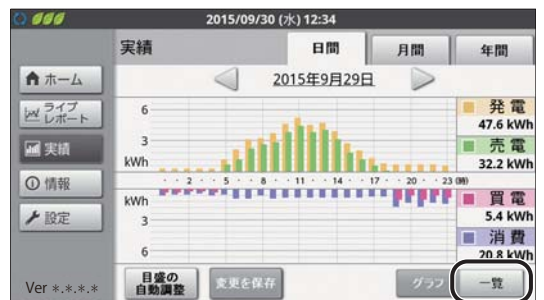 2015/09/30 (水) 12:34
実績
日間
月間
年間
ホーム
ライブ
レポート
実績
情報
設定
Ver *.*.*.*
2015年9月29日
6
3
kWh
2 5 8 11 14 17 20 23 (時)
kWh
3
6
発電
47.6 kWh
売電
32.2 kWh
買電
5.4 kWh
消費
20.8 kWh
目盛の
自動調整
変更を保存
グラフ
一覧